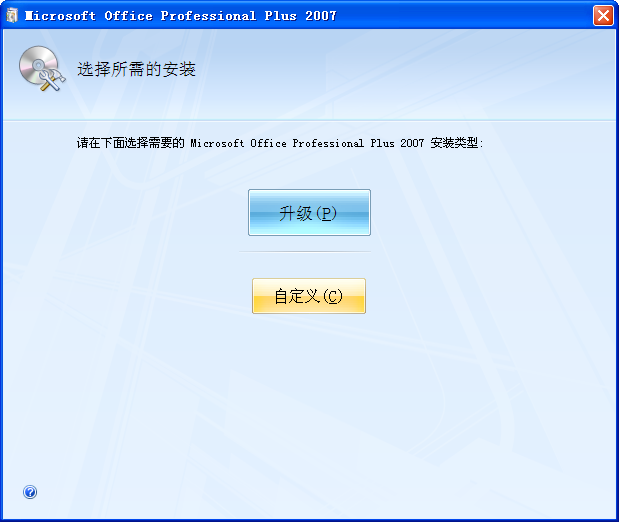 Microsoft Office Professional Plus 2007
选择所需的安装
请在下面选择需要的 Microsoft Office Professional Plus 2007 安装类型:
升级(P)
自定义(C)
?